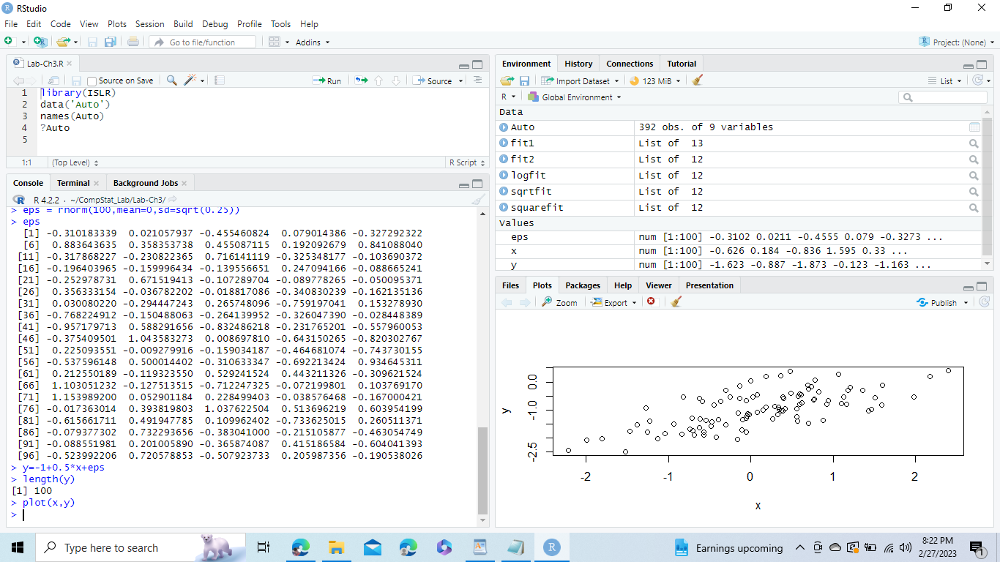 RStudio
File Edit Code View Plots Session Build Debug Profile Tools Help
Go to file/function Addins Project: (None)
Lab-Ch3.R
Source on Save Run Source
1 library(ISLR)
2 data('Auto')
3 names(Auto)
4 ?Auto
5
1:1 (Top Level) R Script
Console Terminal Background Jobs
R 4.2.2 · ~/CompStat_Lab/Lab-Ch3/
> eps = rnorm(100,mean=0,sd=sqrt(0.25))
> eps
[1] -0.310183339 0.021057937 -0.455460824 0.079014386 -0.327292322
[6] 0.883643635 0.358353738 0.455087115 0.192092679 0.841088040
[11] -0.317868227 -0.230822365 0.716141119 -0.325348177 -0.103690372
[16] -0.196403965 -0.159996434 -0.139556651 0.247094166 -0.088665241
[21] -0.252978731 0.671519413 -0.107289704 -0.089778265 -0.050095371
[26] 0.356333154 -0.036782202 -0.018817086 -0.340830239 -0.162135136
[31] 0.030080220 -0.294447243 0.265748096 -0.759197041 0.153278930
[36] -0.768224912 -0.150488063 -0.264139952 -0.326047390 -0.028448389
[41] -0.957179713 0.588291656 -0.832486218 -0.231765201 -0.557960053
[46] -0.375409501 1.043583273 0.008697810 -0.643150265 -0.820302767
[51] 0.225093551 -0.009279916 -0.159034187 -0.464681074 -0.743730155
[56] -0.537596148 0.500014402 -0.310633347 -0.692213424 0.934645311
[61] 0.212550189 -0.119323550 0.529241524 0.443211326 -0.309621524
[66] 1.103051232 -0.127513515 -0.712247325 -0.072199801 0.103769170
[71] 1.153989200 0.052901184 0.228499403 -0.038576468 -0.167000421
[76] -0.017363014 0.393819803 1.037622504 0.513696219 0.603954199
[81] -0.615661711 0.491947785 0.109962402 -0.733625015 0.260511371
[86] -0.079377302 0.732293656 -0.383041000 -0.215105877 -0.463054749
[91] -0.088551981 0.201005890 -0.365874087 0.415186584 -0.604041393
[96] -0.523992206 0.720578853 -0.507923733 0.205987356 -0.190538026
> y=-1+0.5*x+eps
> length(y)
[1] 100
> plot(x,y)
>
Environment History Connections Tutorial
Import Dataset 123 MiB List
R Global Environment
Data
Auto 392 obs. of 9 variables
fit1 List of 13
fit2 List of 12
logfit List of 12
sqrtfit List of 12
squarefit List of 12
Values
eps num [1:100] -0.3102 0.0211 -0.4555 0.079 -0.3273 ...
x num [1:100] -0.626 0.184 -0.836 1.595 0.33 ...
y num [1:100] -1.623 -0.887 -1.873 -0.123 -1.163 ...
Files Plots Packages Help Viewer Presentation
Zoom Export Publish
0.0
-1.0
-2.5
y
-2 -1 0 1 2
x
Type here to search
Earnings upcoming
8:22 PM
2/27/2023
1